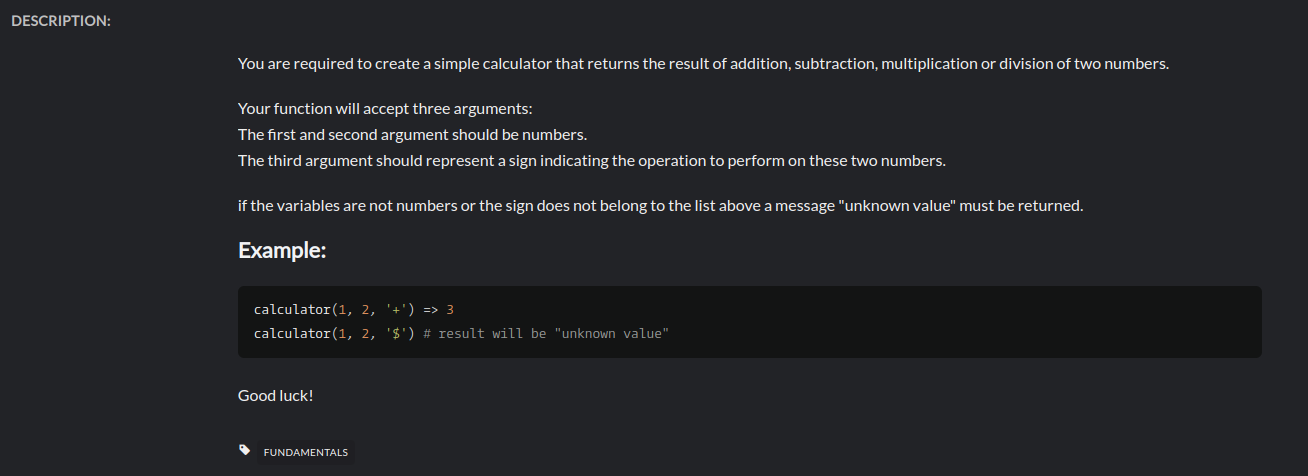 DESCRIPTION:
You are required to create a simple calculator that returns the result of addition, subtraction, multiplication or division of two numbers.
Your function will accept three arguments:
The first and second argument should be numbers.
The third argument should represent a sign indicating the operation to perform on these two numbers.
if the variables are not numbers or the sign does not belong to the list above a message "unknown value" must be returned.
Example:
calculator(1, 2, '+') => 3
calculator(1, 2, '$') # result will be "unknown value"
Good luck!
FUNDAMENTALS